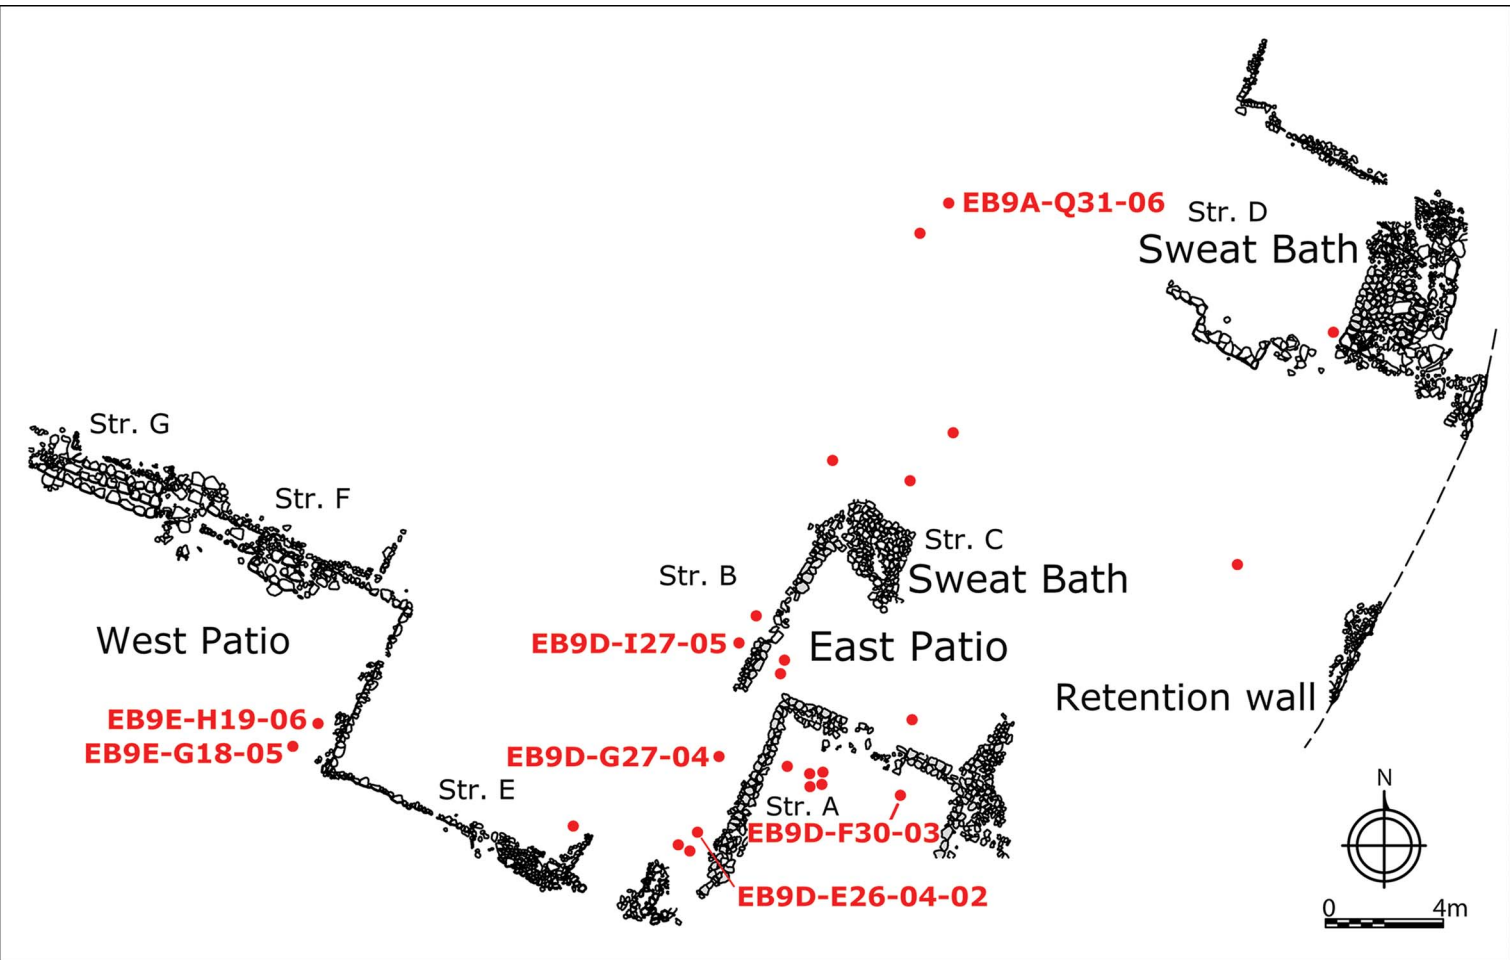 EB9A-Q31-06
Str. D
Sweat Bath
Str. G
Str. F
Str. C
Sweat Bath
Str. B
West Patio
EB9D-I27-05
East Patio
Retention wall
EB9E-H19-06
EB9E-G18-05
EB9D-G27-04
Str. E
Str. A
EB9D-F30-03
EB9D-E26-04-02
N
0 4m